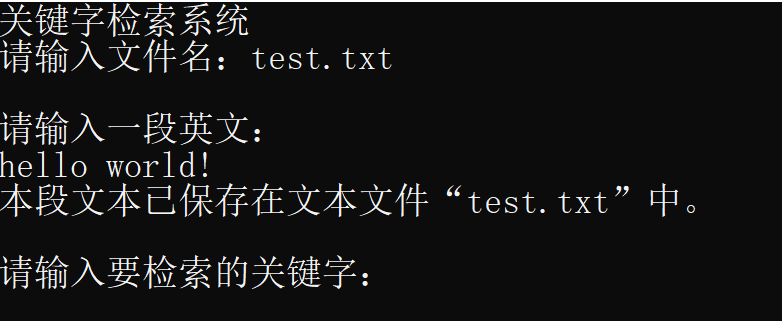 关键字检索系统
请输入文件名：test.txt
请输入一段英文：
hello world!
本段文本已保存在文本文件“test.txt”中。
请输入要检索的关键字：